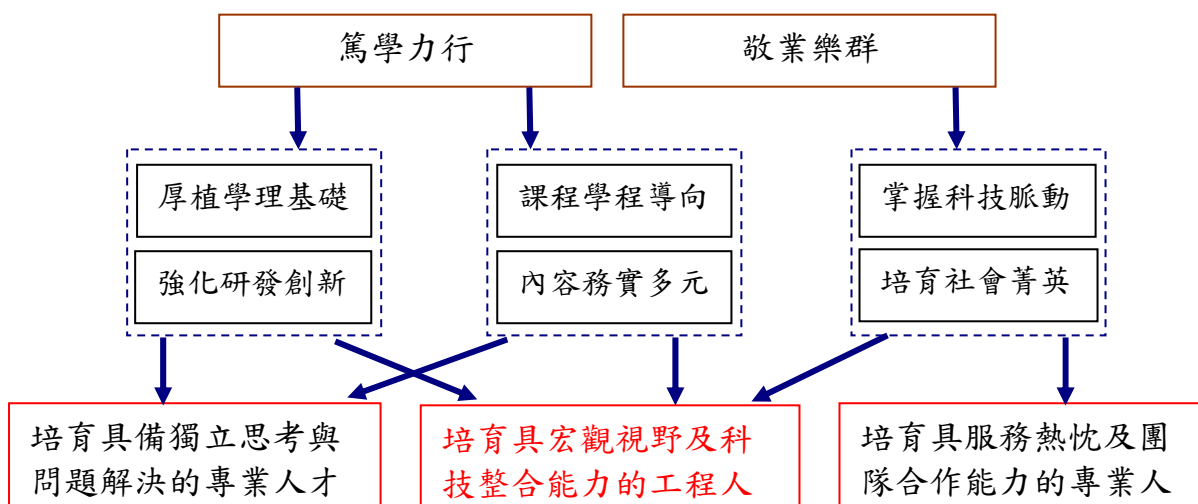 篤學力行
敬業樂群
厚植學理基礎
強化研發創新
課程學程導向
內容務實多元
掌握科技脈動
培育社會菁英
培育具備獨立思考與
問題解決的專業人才
培育具宏觀視野及科
技整合能力的工程人
培育具服務熱忱及團
隊合作能力的專業人